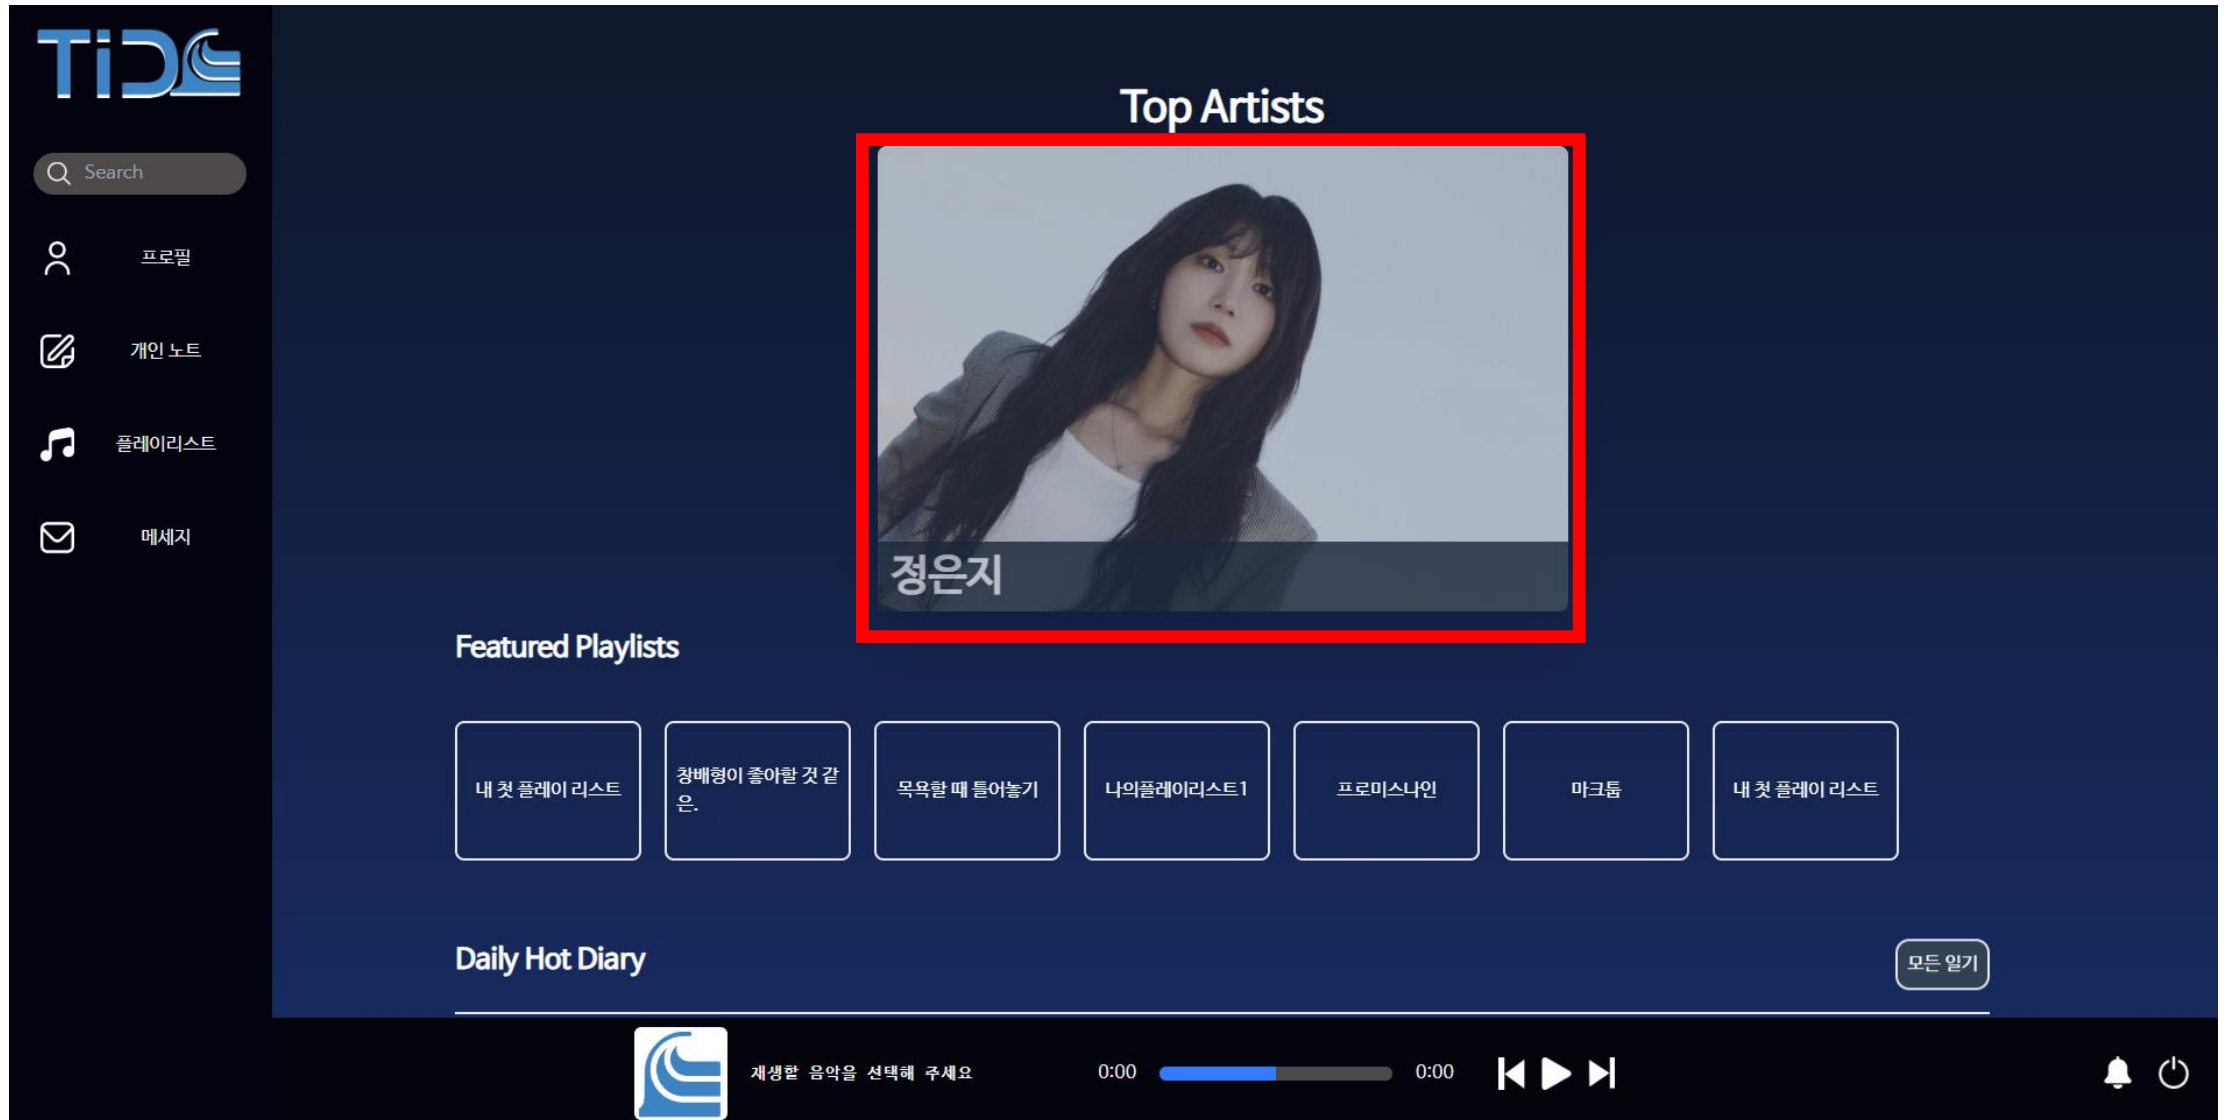 TiDE
Search
프로필
개인 노트
플레이리스트
메세지
Top Artists
정은지
Featured Playlists
내 첫 플레이 리스트
창배형이 좋아할 것 같
은.
목욕할 때 틀어놓기
나의플레이리스트1
프로미스나인
마크툽
내 첫 플레이 리스트
Daily Hot Diary
모든 일기
재생할 음악을 선택해 주세요
0:00
0:00